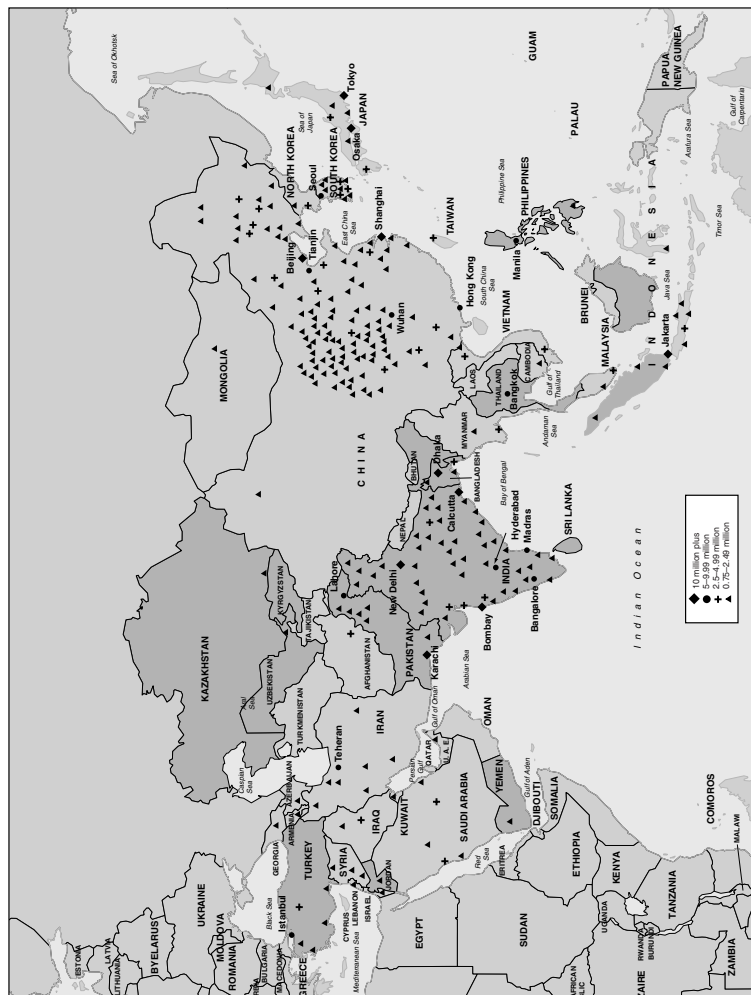 ESTONIA
LATVIA
LITHUANIA
BYELARUS
UKRAINE
MOLDOVA
ROMANIA
BULGARIA
MACEDONIA
GREECE
Black Sea
Istanbul
TURKEY
GEORGIA
ARMENIA
AZERBAIJAN
Caspian
Sea
Aral
Sea
KAZAKHSTAN
UZBEKISTAN
TURKMENISTAN
KYRGYZSTAN
TAJIKISTAN
MONGOLIA
CHINA
Sea of Okhotsk
CYPRUS
LEBANON
ISRAEL
Mediterranean Sea
SYRIA
JORDAN
IRAQ
KUWAIT
Teheran
IRAN
AFGHANISTAN
PAKISTAN
Lahore
New Delhi
NEPAL
BHUTAN
Beijing
Tianjin
NORTH KOREA
Seoul
SOUTH KOREA
Sea of
Japan
Tokyo
JAPAN
Osaka
EGYPT
SAUDI ARABIA
Red
Sea
Persian
Gulf
QATAR
U.A.E.
Gulf of Oman
OMAN
Karachi
Arabian Sea
Dhaka
Calcutta
BANGLADESH
MYANMAR
Wuhan
Shanghai
East China
Sea
TAIWAN
Hong Kong
South China
Sea
SUDAN
ERITREA
YEMEN
DJIBOUTI
Gulf of Aden
SOMALIA
ETHIOPIA
Bombay
INDIA
Hyderabad
Bangalore
Madras
Bay of Bengal
SRI LANKA
LAOS
THAILAND
Bangkok
CAMBODIA
VIETNAM
Gulf of
Thailand
Andaman
Sea
Manila
PHILIPPINES
Philippine Sea
GUAM
PALAU
UGANDA
KENYA
RWANDA
BURUNDI
TANZANIA
ZAMBIA
MALAWI
COMOROS
Indian Ocean
MALAYSIA
BRUNEI
INDONESIA
Jakarta
Java Sea
Tmor Sea
Arafura Sea
PAPUA
NEW GUINEA
Gulf of
Carpentaria
10 million plus
5–9.99 million
2.5–4.99 million
0.75–2.49 million